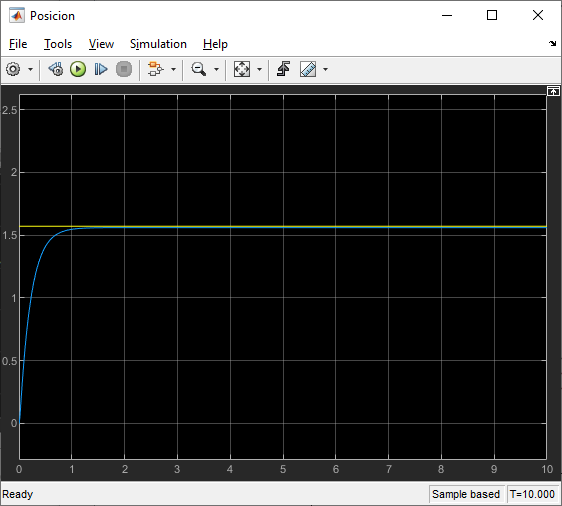 Posicion
File Tools View Simulation Help
2.5
2
1.5
1
0.5
0
0 1 2 3 4 5 6 7 8 9 10
Ready Sample based T=10.000